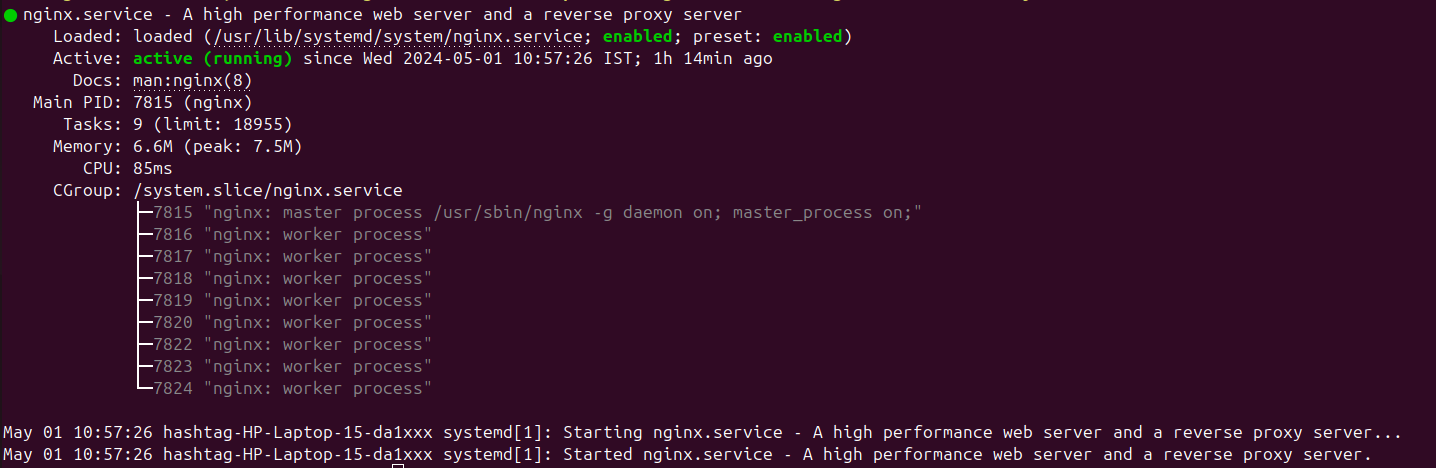 ● nginx.service - A high performance web server and a reverse proxy server
     Loaded: loaded (/usr/lib/systemd/system/nginx.service; enabled; preset: enabled)
     Active: active (running) since Wed 2024-05-01 10:57:26 IST; 1h 14min ago
       Docs: man:nginx(8)
   Main PID: 7815 (nginx)
      Tasks: 9 (limit: 18955)
     Memory: 6.6M (peak: 7.5M)
        CPU: 85ms
     CGroup: /system.slice/nginx.service
             ├─7815 "nginx: master process /usr/sbin/nginx -g daemon on; master_process on;"
             ├─7816 "nginx: worker process"
             ├─7817 "nginx: worker process"
             ├─7818 "nginx: worker process"
             ├─7819 "nginx: worker process"
             ├─7820 "nginx: worker process"
             ├─7822 "nginx: worker process"
             ├─7823 "nginx: worker process"
             └─7824 "nginx: worker process"

May 01 10:57:26 hashtag-HP-Laptop-15-da1xxx systemd[1]: Starting nginx.service - A high performance web server and a reverse proxy server...
May 01 10:57:26 hashtag-HP-Laptop-15-da1xxx systemd[1]: Started nginx.service - A high performance web server and a reverse proxy server.